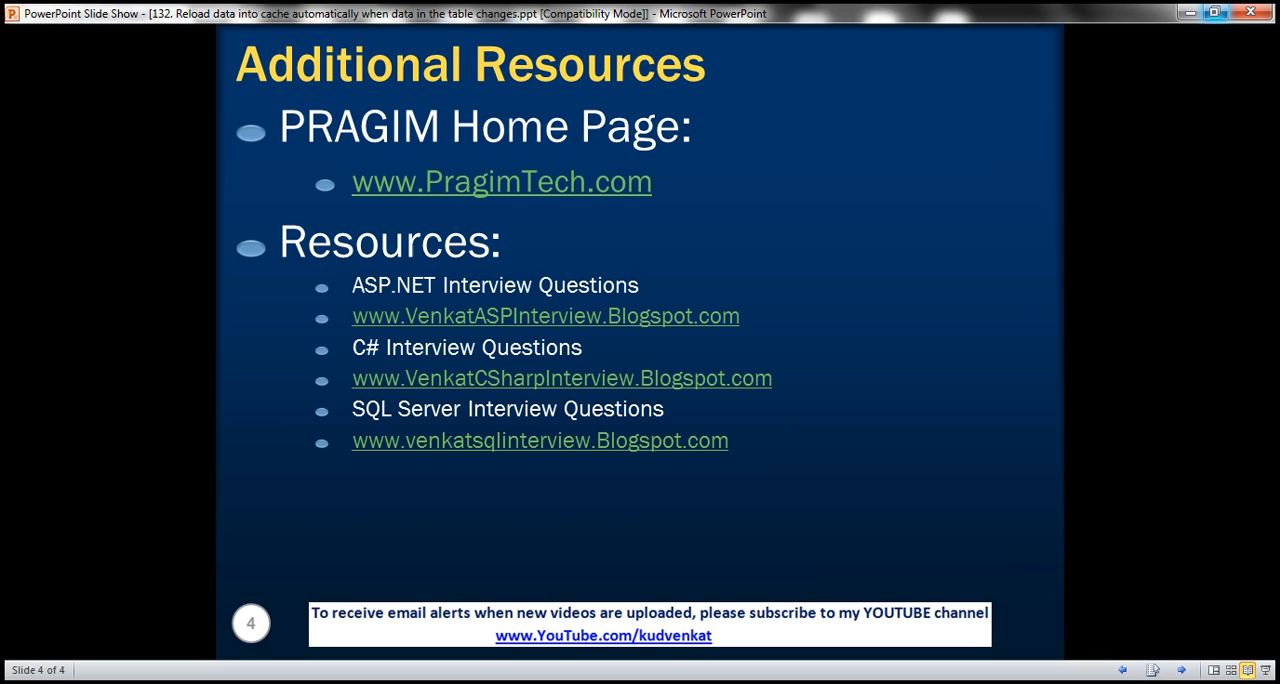 PowerPoint Slide Show - [132. Reload data into cache automatically when data in the table changes.ppt [Compatibility Mode]] - Microsoft PowerPoint
Additional Resources
PRAGIM Home Page:
www.PragimTech.com
Resources:
ASP.NET Interview Questions
www.VenkatASPInterview.Blogspot.com
C# Interview Questions
www.VenkatCSharpInterview.Blogspot.com
SQL Server Interview Questions
www.venkatsqlinterview.Blogspot.com
4
To receive email alerts when new videos are uploaded, please subscribe to my YOUTUBE channel
www.YouTube.com/kudvenkat
Slide 4 of 4